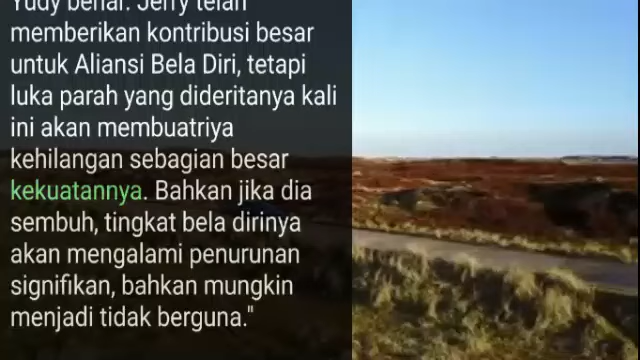 Yudy benar. Jerry telah
memberikan kontribusi besar
untuk Aliansi Bela Diri, tetapi
luka parah yang dideritanya kali
ini akan membuatriya
kehilangan sebagian besar
kekuatannya. Bahkan jika dia
sembuh, tingkat bela dirinya
akan mengalami penurunan
signifikan, bahkan mungkin
menjadi tidak berguna."